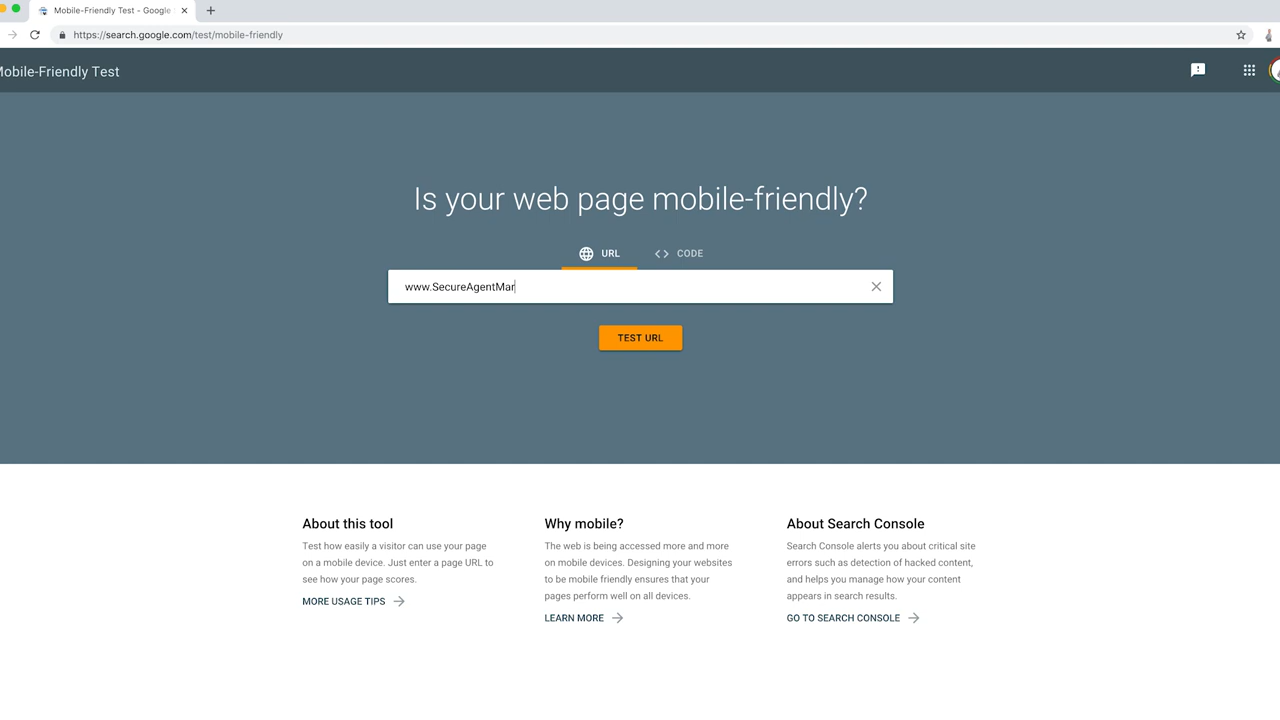 Mobile-Friendly Test - Google
https://search.google.com/test/mobile-friendly
Mobile-Friendly Test
Is your web page mobile-friendly?
URL
CODE
www.SecureAgentMar
TEST URL
About this tool
Test how easily a visitor can use your page
on a mobile device. Just enter a page URL to
see how your page scores.
MORE USAGE TIPS
Why mobile?
The web is being accessed more and more
on mobile devices. Designing your websites
to be mobile friendly ensures that your
pages perform well on all devices.
LEARN MORE
About Search Console
Search Console alerts you about critical site
errors such as detection of hacked content,
and helps you manage how your content
appears in search results.
GO TO SEARCH CONSOLE